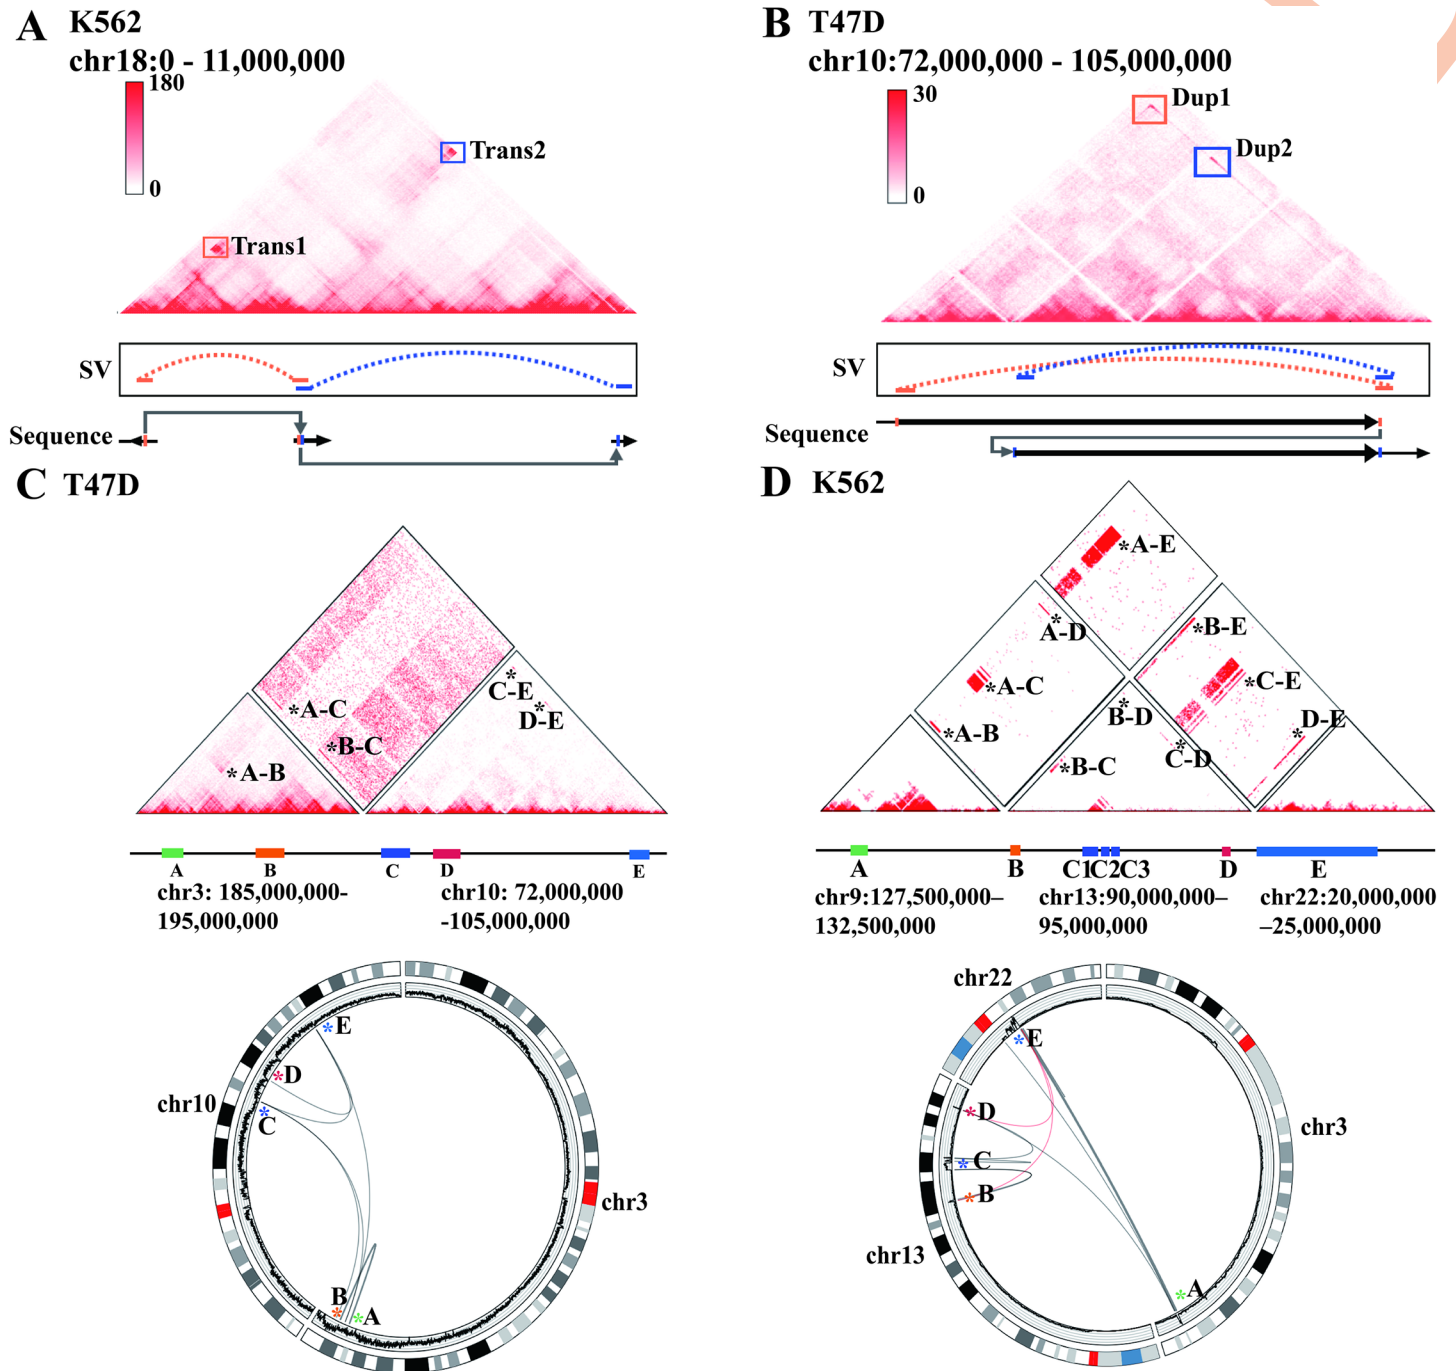 A K562
chr18:0 - 11,000,000
180
0
Trans2
Trans1
SV
Sequence
B T47D
chr10:72,000,000 - 105,000,000
30
0
Dup1
Dup2
SV
Sequence
C T47D
*A-C
*B-C
*A-B
*
C-E
*
D-E
A B C D E
chr3: 185,000,000-
195,000,000
chr10: 72,000,000
-105,000,000
*E
*D
*
C
chr10
chr3
B
*
*A
D K562
*A-E
*
A-D
*B-E
*A-C
*C-E
*
B-D
*A-B
*
C-D
D-E
*
*B-C
A B C1C2C3 D E
chr9:127,500,000–
132,500,000
chr13:90,000,000–
95,000,000
chr22:20,000,000
–25,000,000
chr22
*E
*D
*C
*B
chr3
chr13
*A